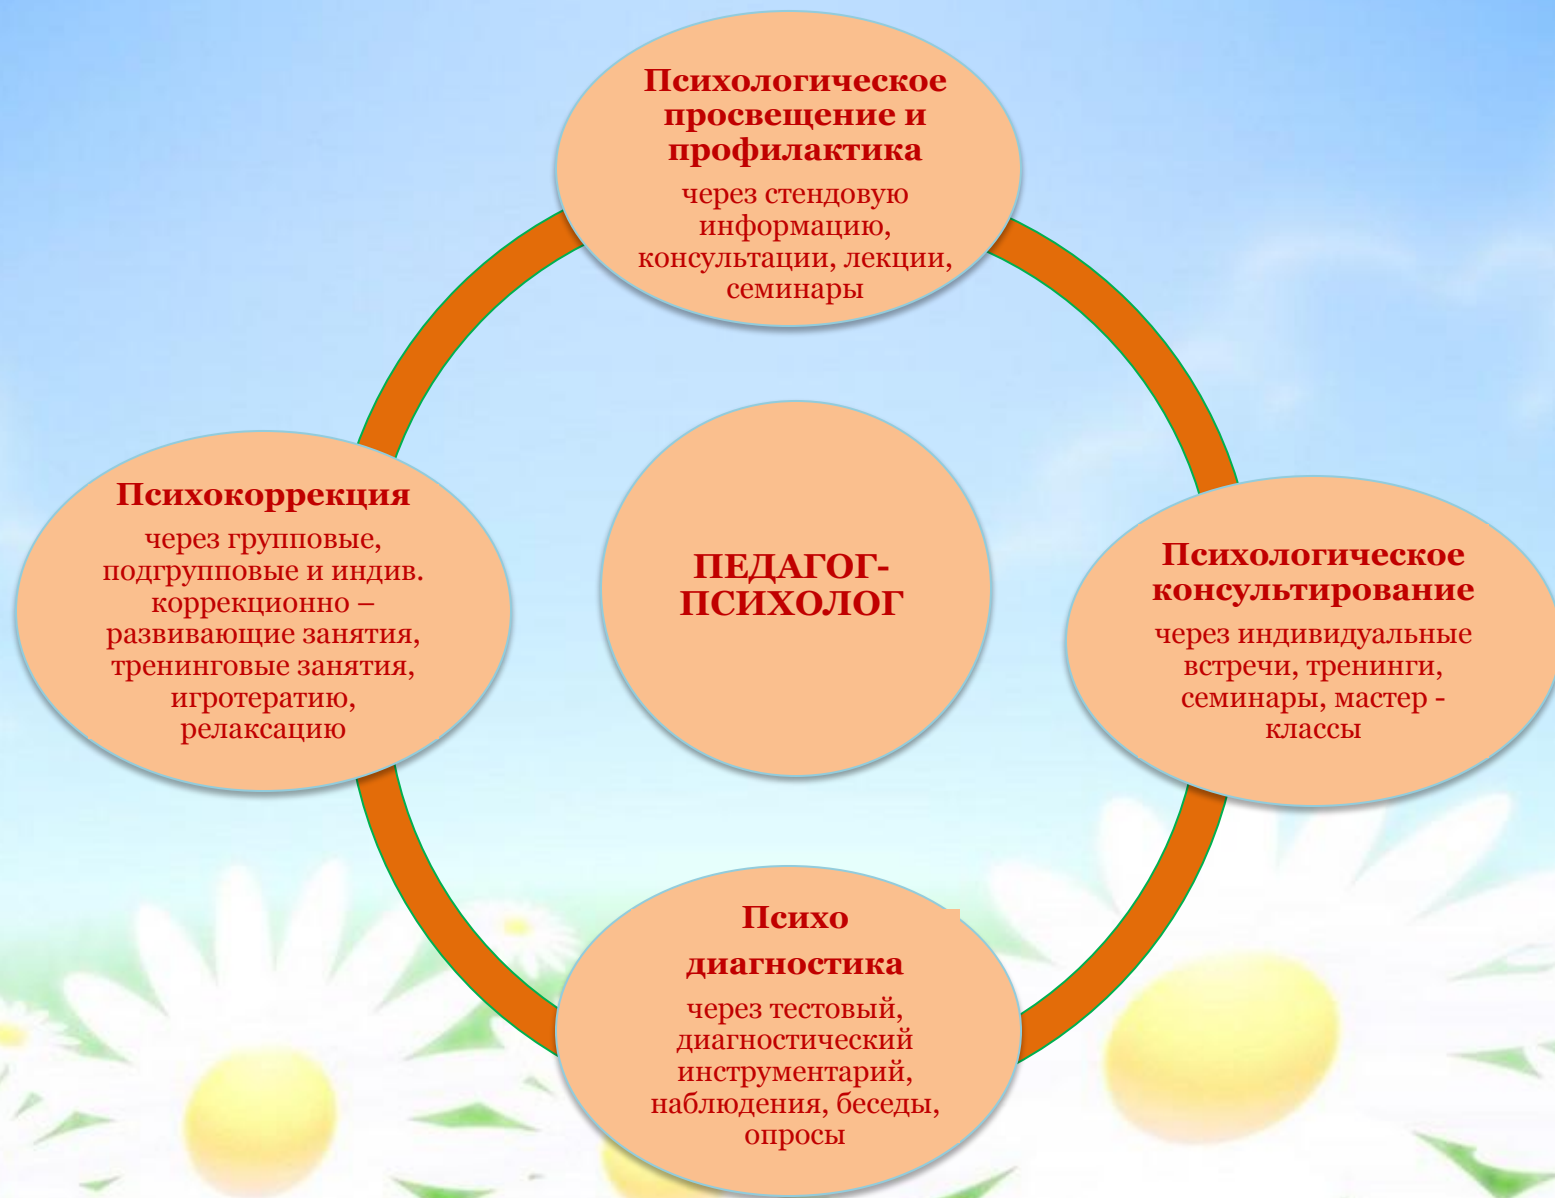 Психологическое
просвещение и
профилактика
через стендовую
информацию,
консультации, лекции,
семинары
Психокоррекция
через групповые,
подгрупповые и индив.
коррекционно –
развивающие занятия,
тренинговые занятия,
игротератию,
релаксацию
ПЕДАГОГ-
ПСИХОЛОГ
Психологическое
консультирование
через индивидуальные
встречи, тренинги,
семинары, мастер -
классы
Психо
диагностика
через тестовый,
диагностический
инструментарий,
наблюдения, беседы,
опросы